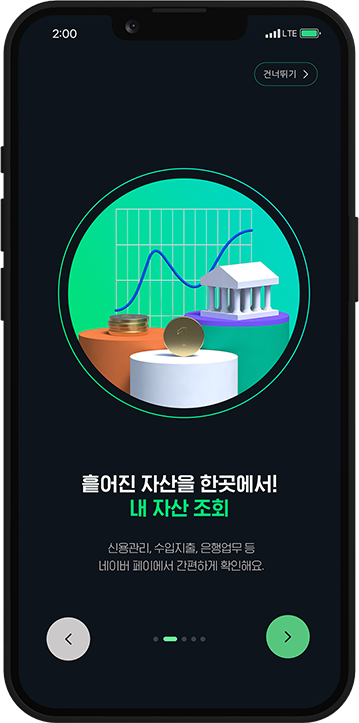 2:00
LTE
건너뛰기
흩어진 자산을 한곳에서!
내 자산 조회
신용관리, 수입지출, 은행업무 등
네이버 페이에서 간편하게 확인해요.